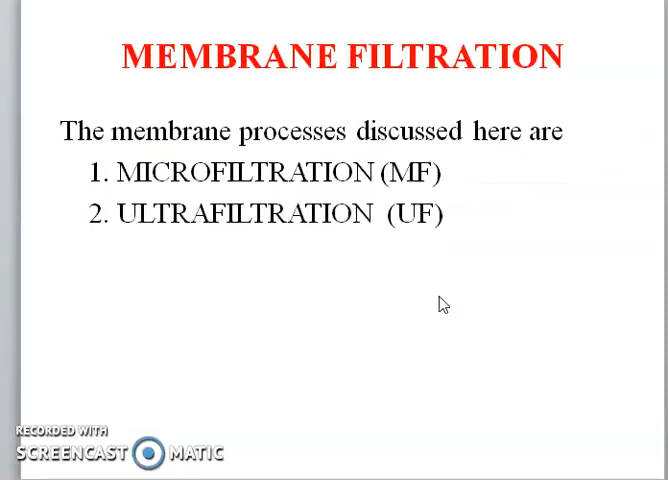 MEMBRANE FILTRATION
The membrane processes discussed here are
1. MICROFILTRATION (MF)
2. ULTRAFILTRATION (UF)
RECORDED WITH
SCREENCAST MATIC